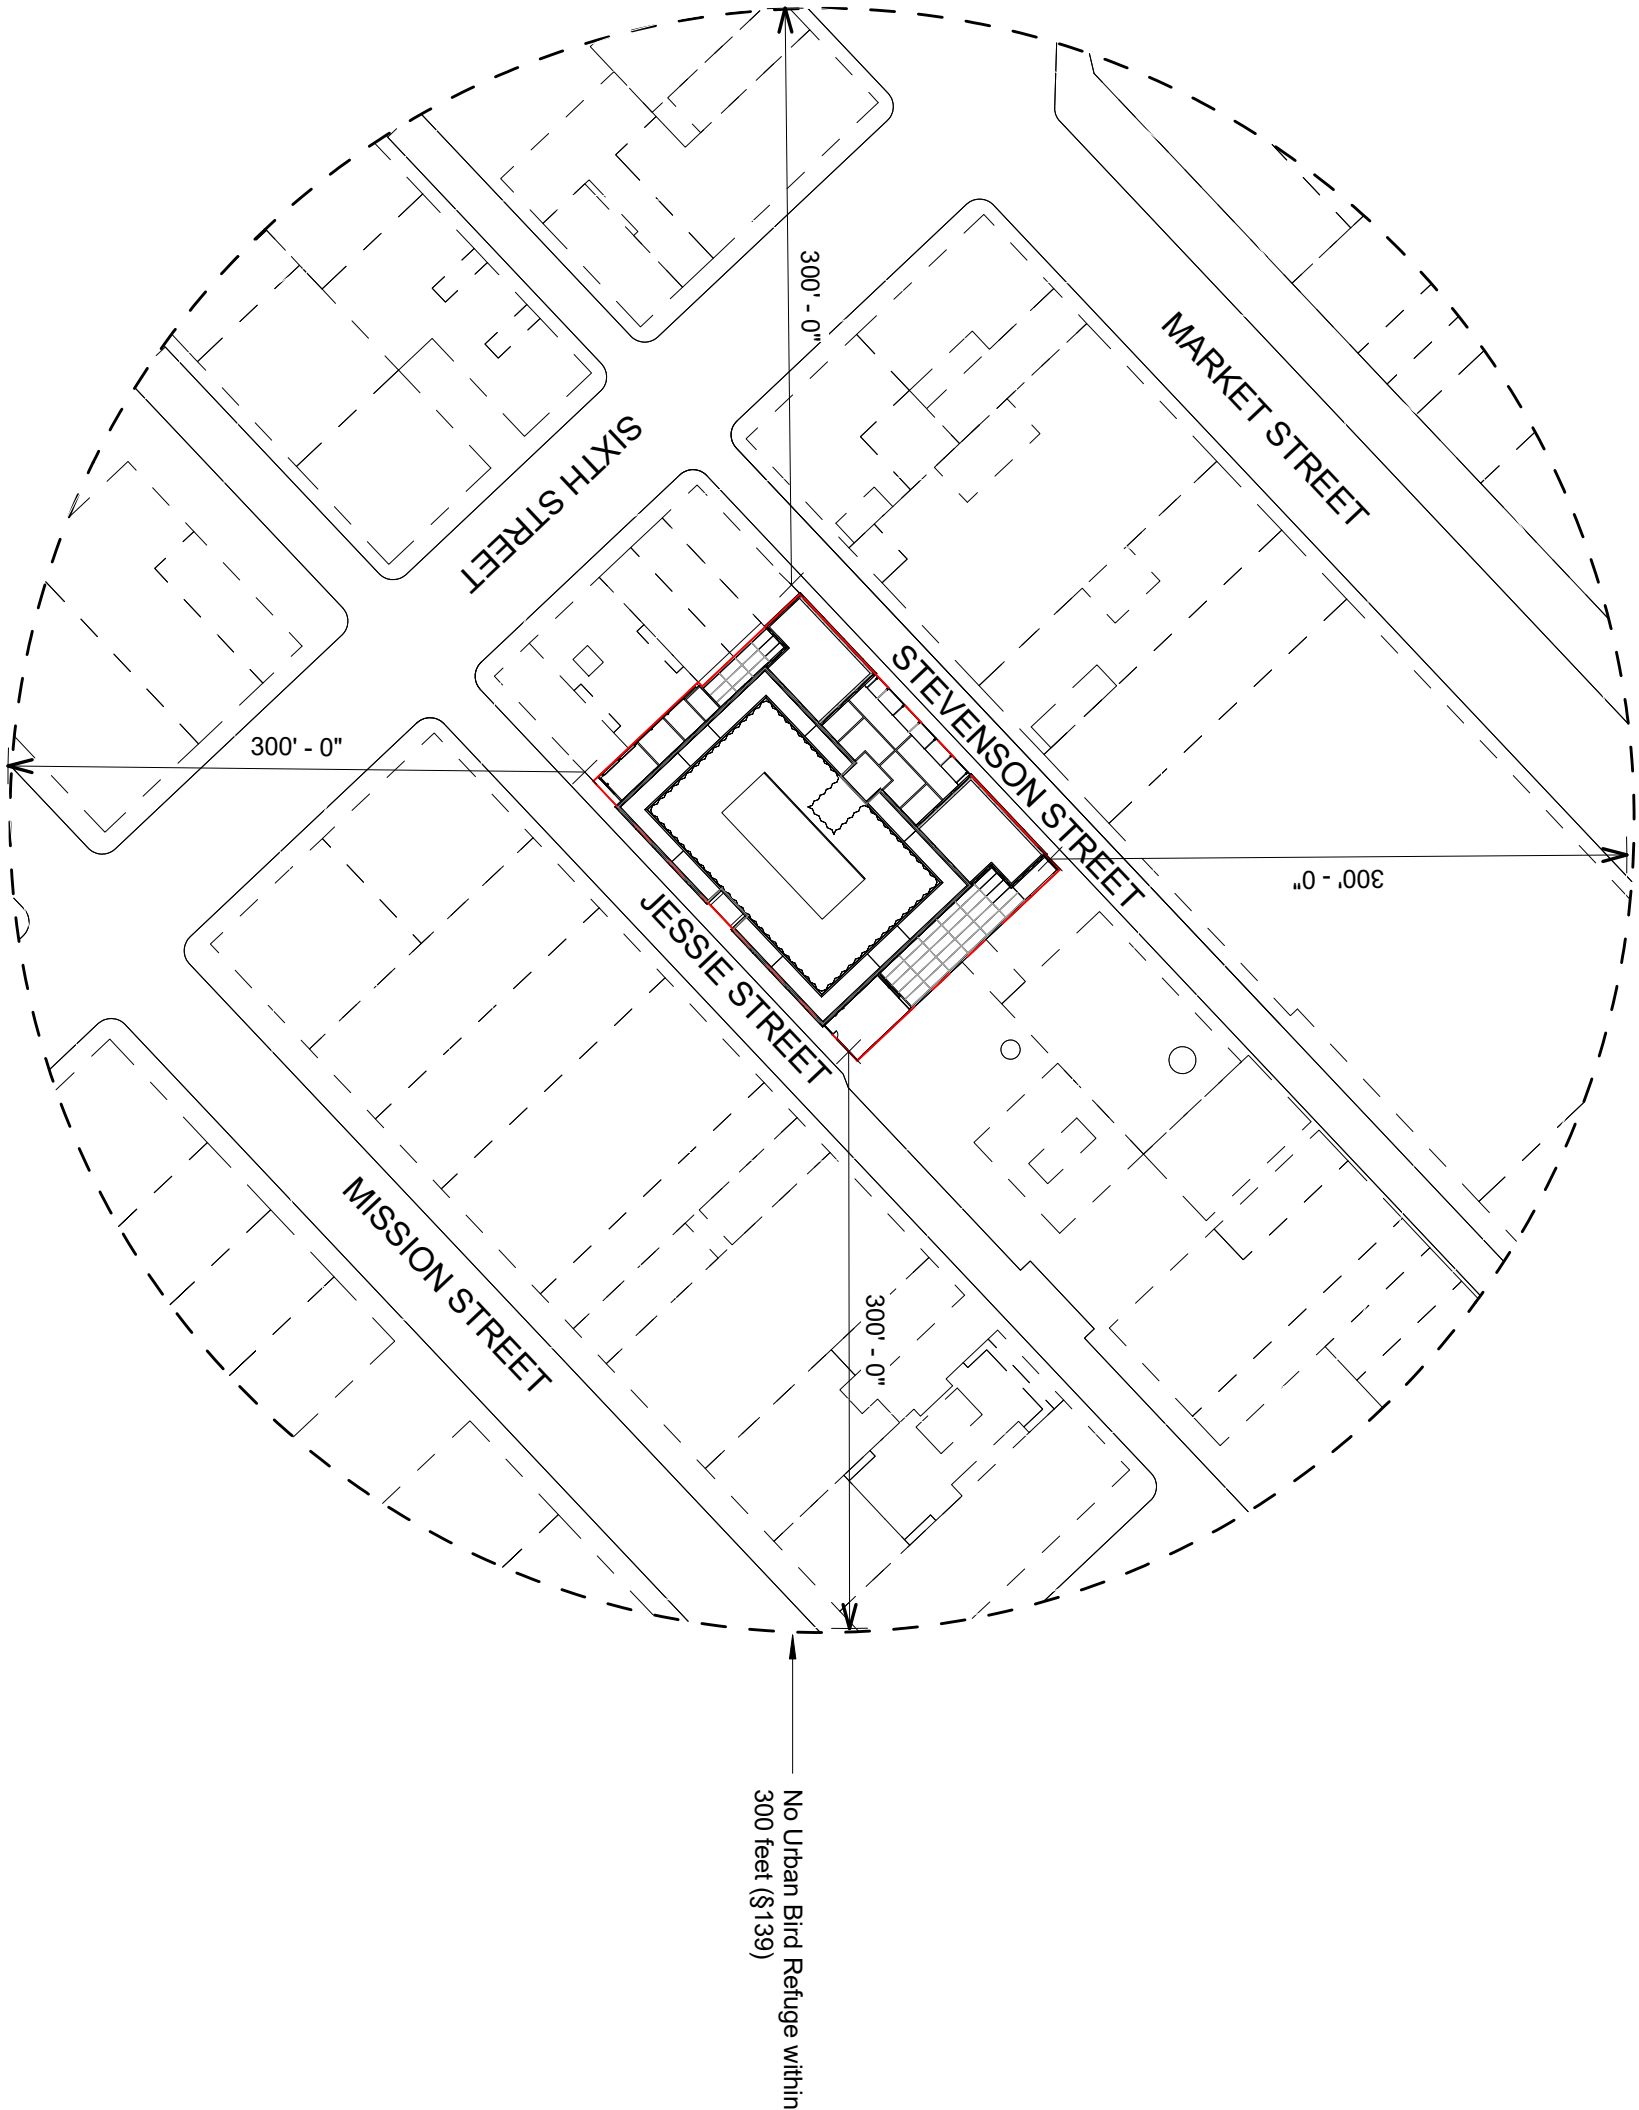 300' - 0"
MARKET STREET
SIXTH STREET
STEVENSON STREET
300' - 0"
300' - 0"
JESSIE STREET
MISSION STREET
300' - 0"
No Urban Bird Refuge within
300 feet (§139)